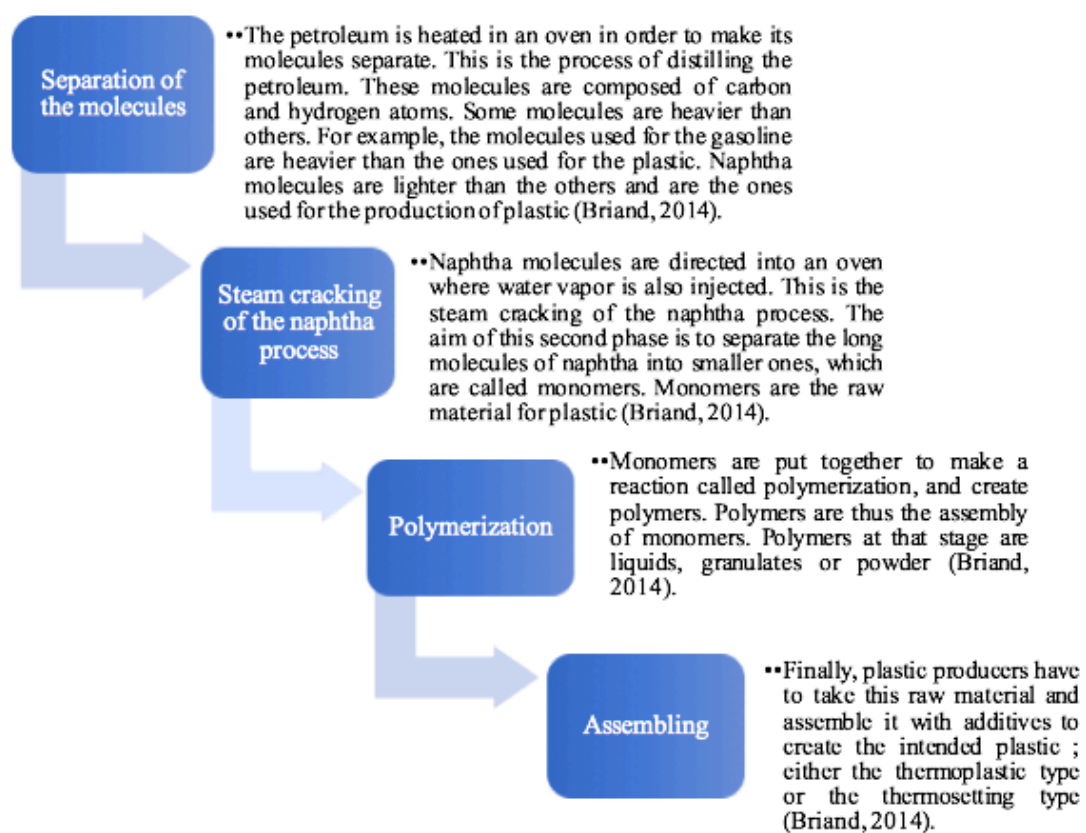 Separation of
the molecules
••The petroleum is heated in an oven in order to make its
molecules separate. This is the process of distilling the
petroleum. These molecules are composed of carbon
and hydrogen atoms. Some molecules are heavier than
others. For example, the molecules used for the gasoline
are heavier than the ones used for the plastic. Naphtha
molecules are lighter than the others and are the ones
used for the production of plastic (Briand, 2014).
Steam cracking
of the naphtha
process
••Naphtha molecules are directed into an oven
where water vapor is also injected. This is the
steam cracking of the naphtha process. The
aim of this second phase is to separate the long
molecules of naphtha into smaller ones, which
are called monomers. Monomers are the raw
material for plastic (Briand, 2014).
Polymerization
••Monomers are put together to make a
reaction called polymerization, and create
polymers. Polymers are thus the assembly
of monomers. Polymers at that stage are
liquids, granulates or powder (Briand,
2014).
Assembling
••Finally, plastic producers have
to take this raw material and
assemble it with additives to
create the intended plastic ;
either the thermoplastic type
or the thermosetting type
(Briand, 2014).